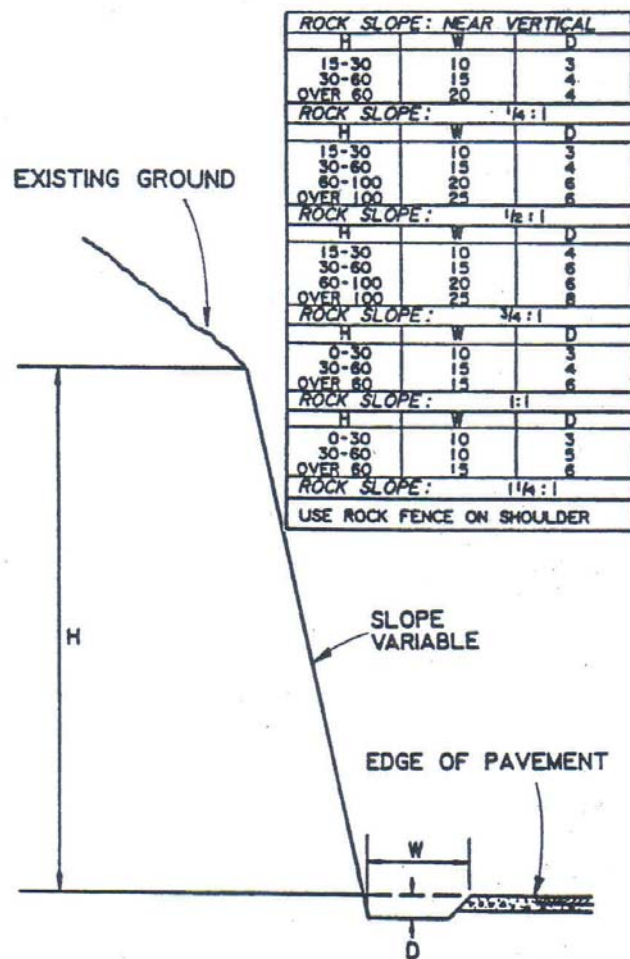 ROCK SLOPE: NEAR VERTICAL
H W D
15-30 10 3
30-60 15 4
OVER 60 20 4
ROCK SLOPE: 1/4:1
H W D
15-30 10 3
30-60 15 4
60-100 20 6
OVER 100 25 6
ROCK SLOPE: 1/2:1
H W D
15-30 10 4
30-60 15 6
60-100 20 6
OVER 100 25 8
ROCK SLOPE: 3/4:1
H W D
0-30 10 3
30-60 15 4
OVER 60 15 6
ROCK SLOPE: 1:1
H W D
0-30 10 3
30-60 10 5
OVER 60 15 6
ROCK SLOPE: 1 1/4:1
USE ROCK FENCE ON SHOULDER
EXISTING GROUND
H
SLOPE
VARIABLE
EDGE OF PAVEMENT
W
D